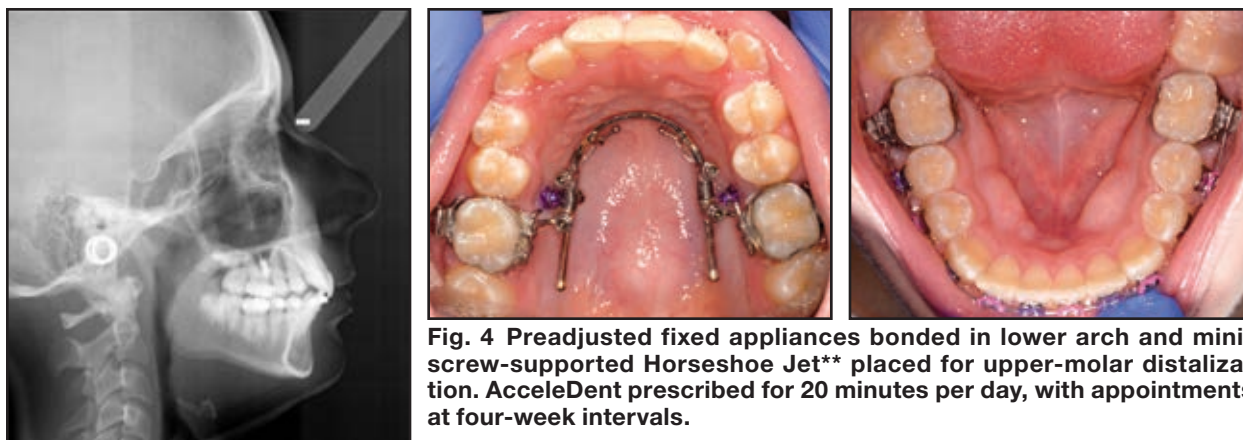 Fig. 4 Preadjusted fixed appliances bonded in lower arch and mini-
screw-supported Horseshoe Jet** placed for upper-molar distaliza-
tion. AcceleDent prescribed for 20 minutes per day, with appointments
at four-week intervals.